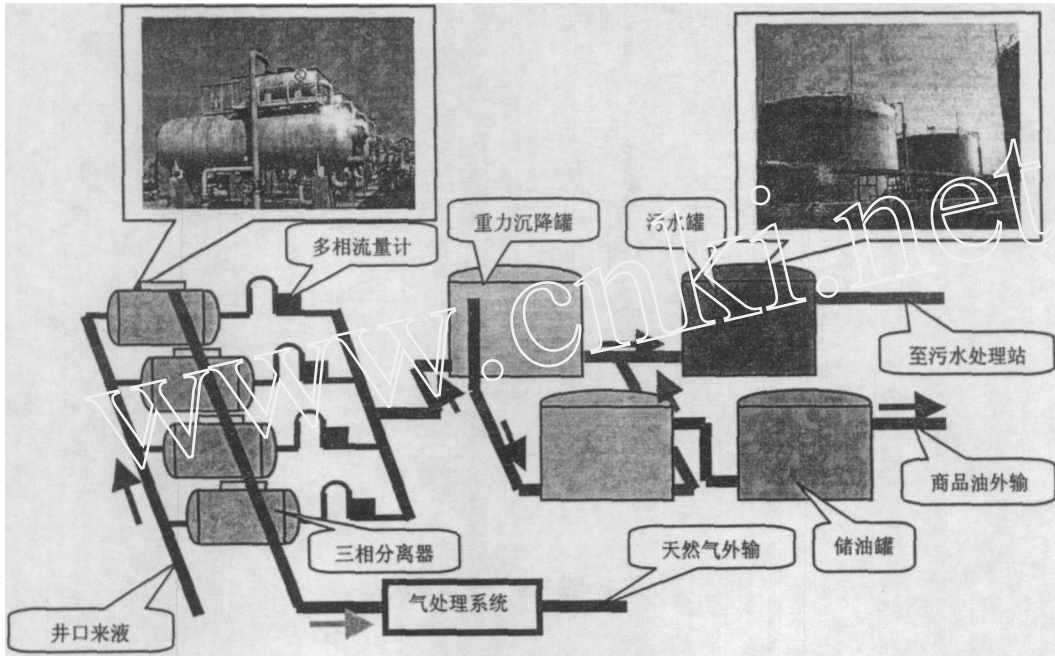 重力沉降罐
污水罐
多相流量计
至污水处理站
商品油外输
三相分离器
天然气外输
储油罐
气处理系统
井口来液
www.cnki.net